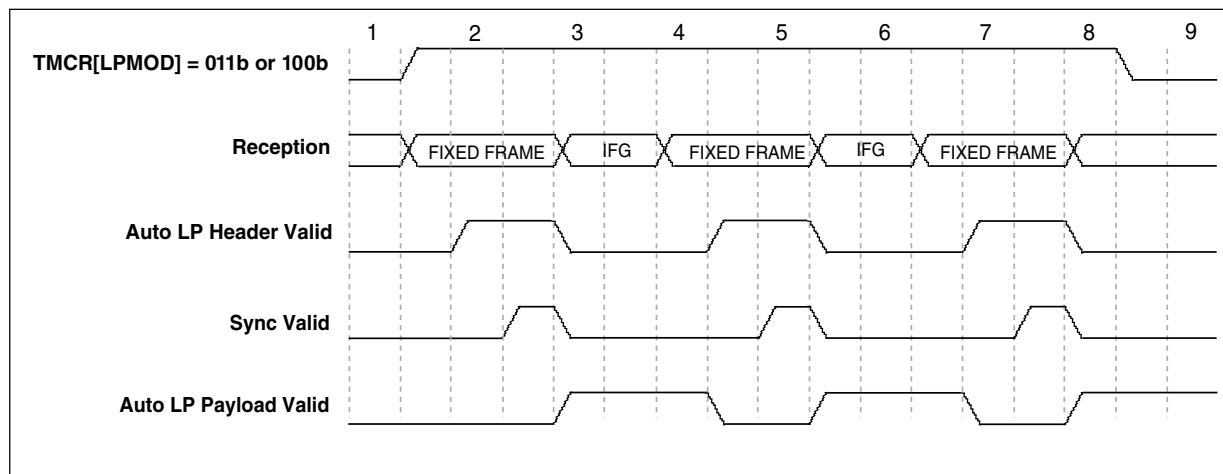 1 2 3 4 5 6 7 8 9
TMCR[LPMOD] = 011b or 100b
Reception
FIXED FRAME IFG FIXED FRAME IFG FIXED FRAME
Auto LP Header Valid
Sync Valid
Auto LP Payload Valid